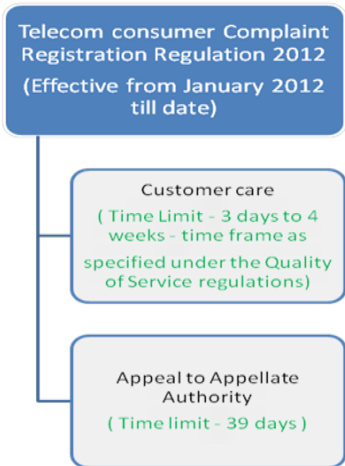 Telecom consumer Complaint
Registration Regulation 2012
(Effective from January 2012
till date)
Customer care
( Time Limit - 3 days to 4
weeks - time frame as
specified under the Quality
of Service regulations)
Appeal to Appellate
Authority
( Time limit - 39 days )